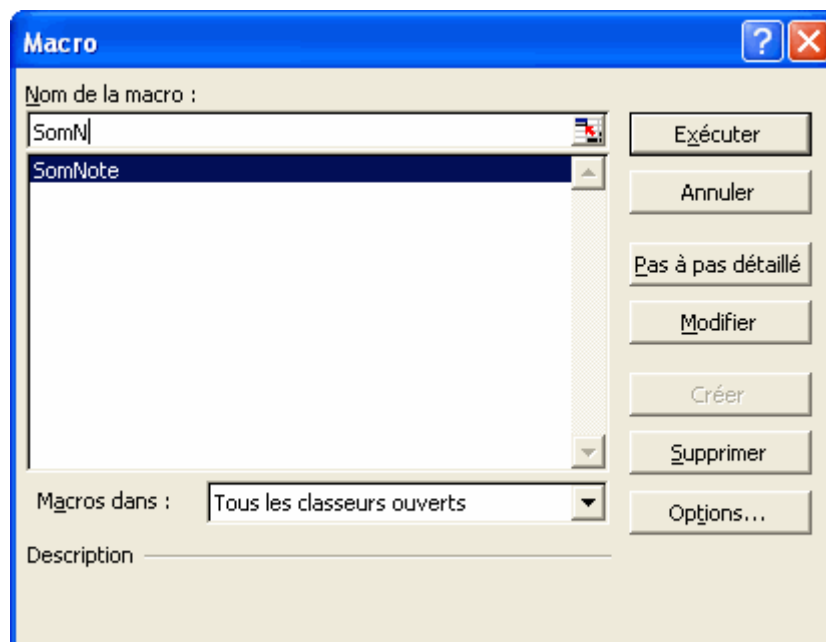 Macro
Nom de la macro :
SomN
SomNote
Exécuter
Annuler
Pas à pas détaillé
Modifier
Créer
Supprimer
Macros dans :
Tous les classeurs ouverts
Options...
Description